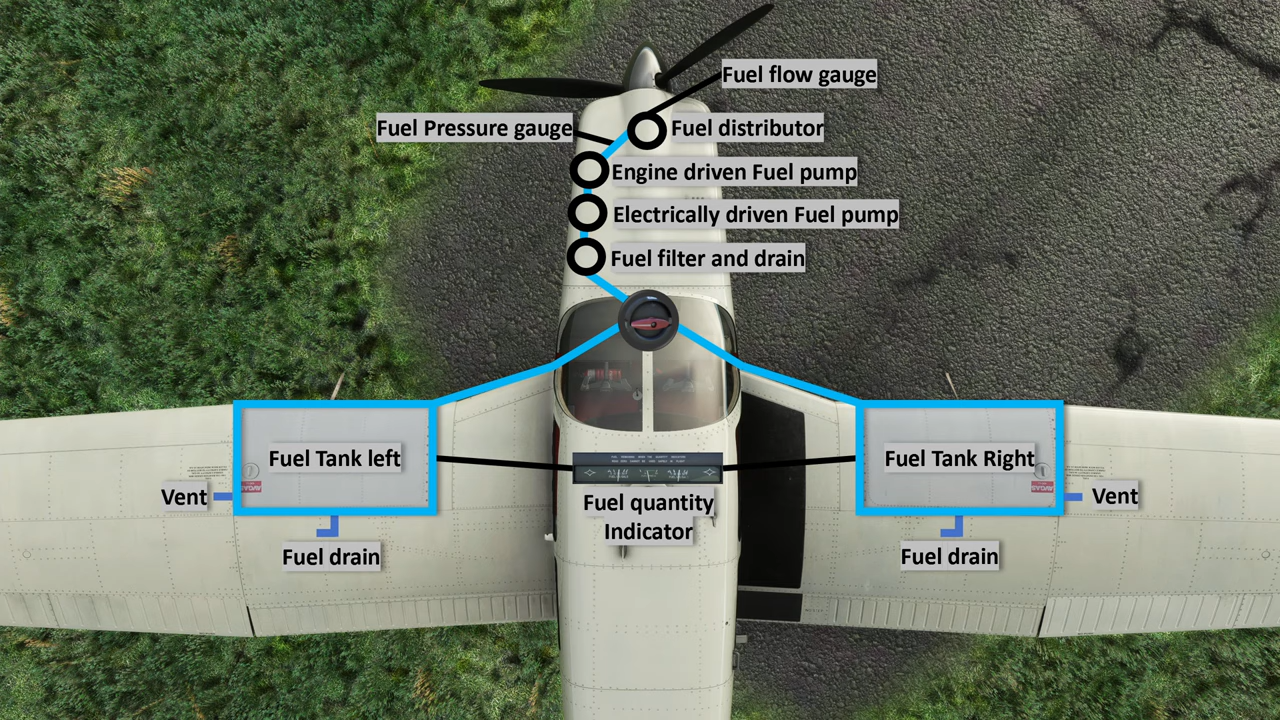 Fuel flow gauge
Fuel Pressure gauge
Fuel distributor
Engine driven Fuel pump
Electrically driven Fuel pump
Fuel filter and drain
Fuel Tank left
Fuel Tank Right
Vent
Fuel quantity
Indicator
Vent
Fuel drain
Fuel drain